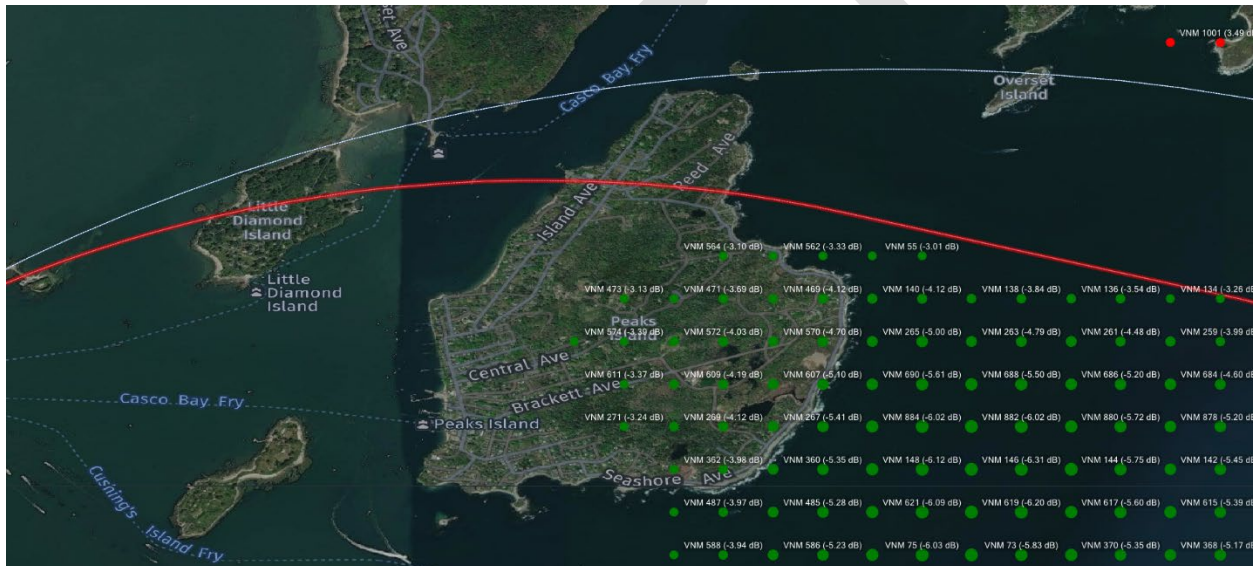 set Ave
Casco Bay Fry
VNM 1001 (3.49 d
Overset
Island
Reed Ave
Island Ave
Little
Diamond
Island
Little
Diamond
Island
VNM 564 (-3.10 dB) VNM 562 (-3.33 dB) VNM 55 (-3.01 dB)
VNM 473 (-3.13 dB) VNM 471 (-3.69 dB) VNM 469 (-4.12 dB) VNM 140 (-4.12 dB) VNM 138 (-3.84 dB) VNM 136 (-3.54 dB) VNM 134 (-3.26 dB
Peaks
Island
VNM 574 (-3.39 dB) VNM 572 (-4.03 dB) VNM 570 (-4.70 dB) VNM 265 (-5.00 dB) VNM 263 (-4.79 dB) VNM 261 (-4.48 dB) VNM 259 (-3.99 dB
Central Ave
VNM 611 (-3.37 dB) VNM 609 (-4.19 dB) VNM 607 (-5.10 dB) VNM 690 (-5.61 dB) VNM 688 (-5.50 dB) VNM 686 (-5.20 dB) VNM 684 (-4.60 dB
Brackett Ave
Casco Bay Fry
Peaks Island
VNM 271 (-3.24 dB) VNM 269 (-4.12 dB) VNM 267 (-5.41 dB) VNM 884 (-6.02 dB) VNM 882 (-6.02 dB) VNM 880 (-5.72 dB) VNM 878 (-5.20 dB
VNM 362 (-3.98 dB) VNM 360 (-5.35 dB) VNM 148 (-6.12 dB) VNM 146 (-6.31 dB) VNM 144 (-5.75 dB) VNM 142 (-5.45 dB
Seashore Ave
Cushing's Island Fry
VNM 487 (-3.97 dB) VNM 485 (-5.28 dB) VNM 621 (-6.09 dB) VNM 619 (-6.20 dB) VNM 617 (-5.60 dB) VNM 615 (-5.39 dB
VNM 588 (-3.94 dB) VNM 586 (-5.23 dB) VNM 75 (-6.03 dB) VNM 73 (-5.83 dB) VNM 370 (-5.35 dB) VNM 368 (-5.17 dB